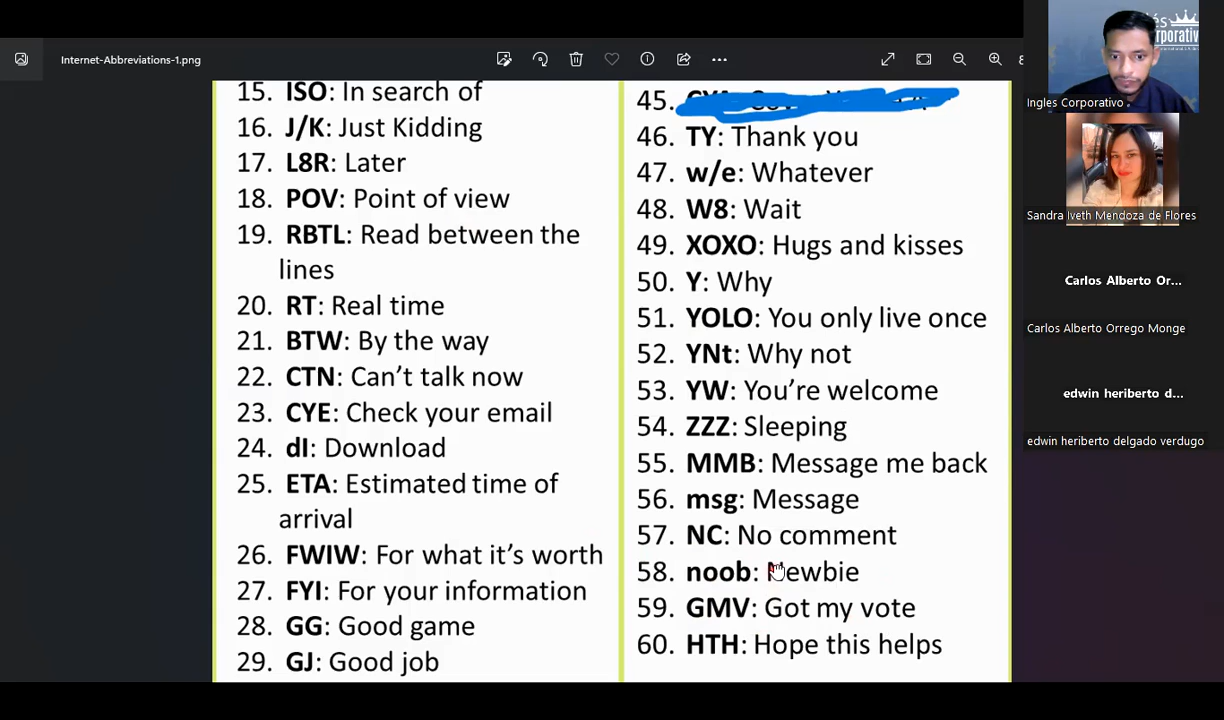 Internet-Abbreviations-1.png
15. ISO: In search of
16. J/K: Just Kidding
17. L8R: Later
18. POV: Point of view
19. RBTL: Read between the
lines
20. RT: Real time
21. BTW: By the way
22. CTN: Can't talk now
23. CYE: Check your email
24. dI: Download
25. ETA: Estimated time of
arrival
26. FWIW: For what it's worth
27. FYI: For your information
28. GG: Good game
29. GJ: Good job
45.
46. TY: Thank you
47. w/e: Whatever
48. W8: Wait
49. XOXO: Hugs and kisses
50. Y: Why
51. YOLO: You only live once
52. YNt: Why not
53. YW: You're welcome
54. ZZZ: Sleeping
55. MMB: Message me back
56. msg: Message
57. NC: No comment
58. noob: Newbie
59. GMV: Got my vote
60. HTH: Hope this helps
Ingles Corporativo
Sandra Iveth Mendoza de Flores
Carlos Alberto Or...
Carlos Alberto Orrego Monge
edwin heriberto d...
edwin heriberto delgado verdugo